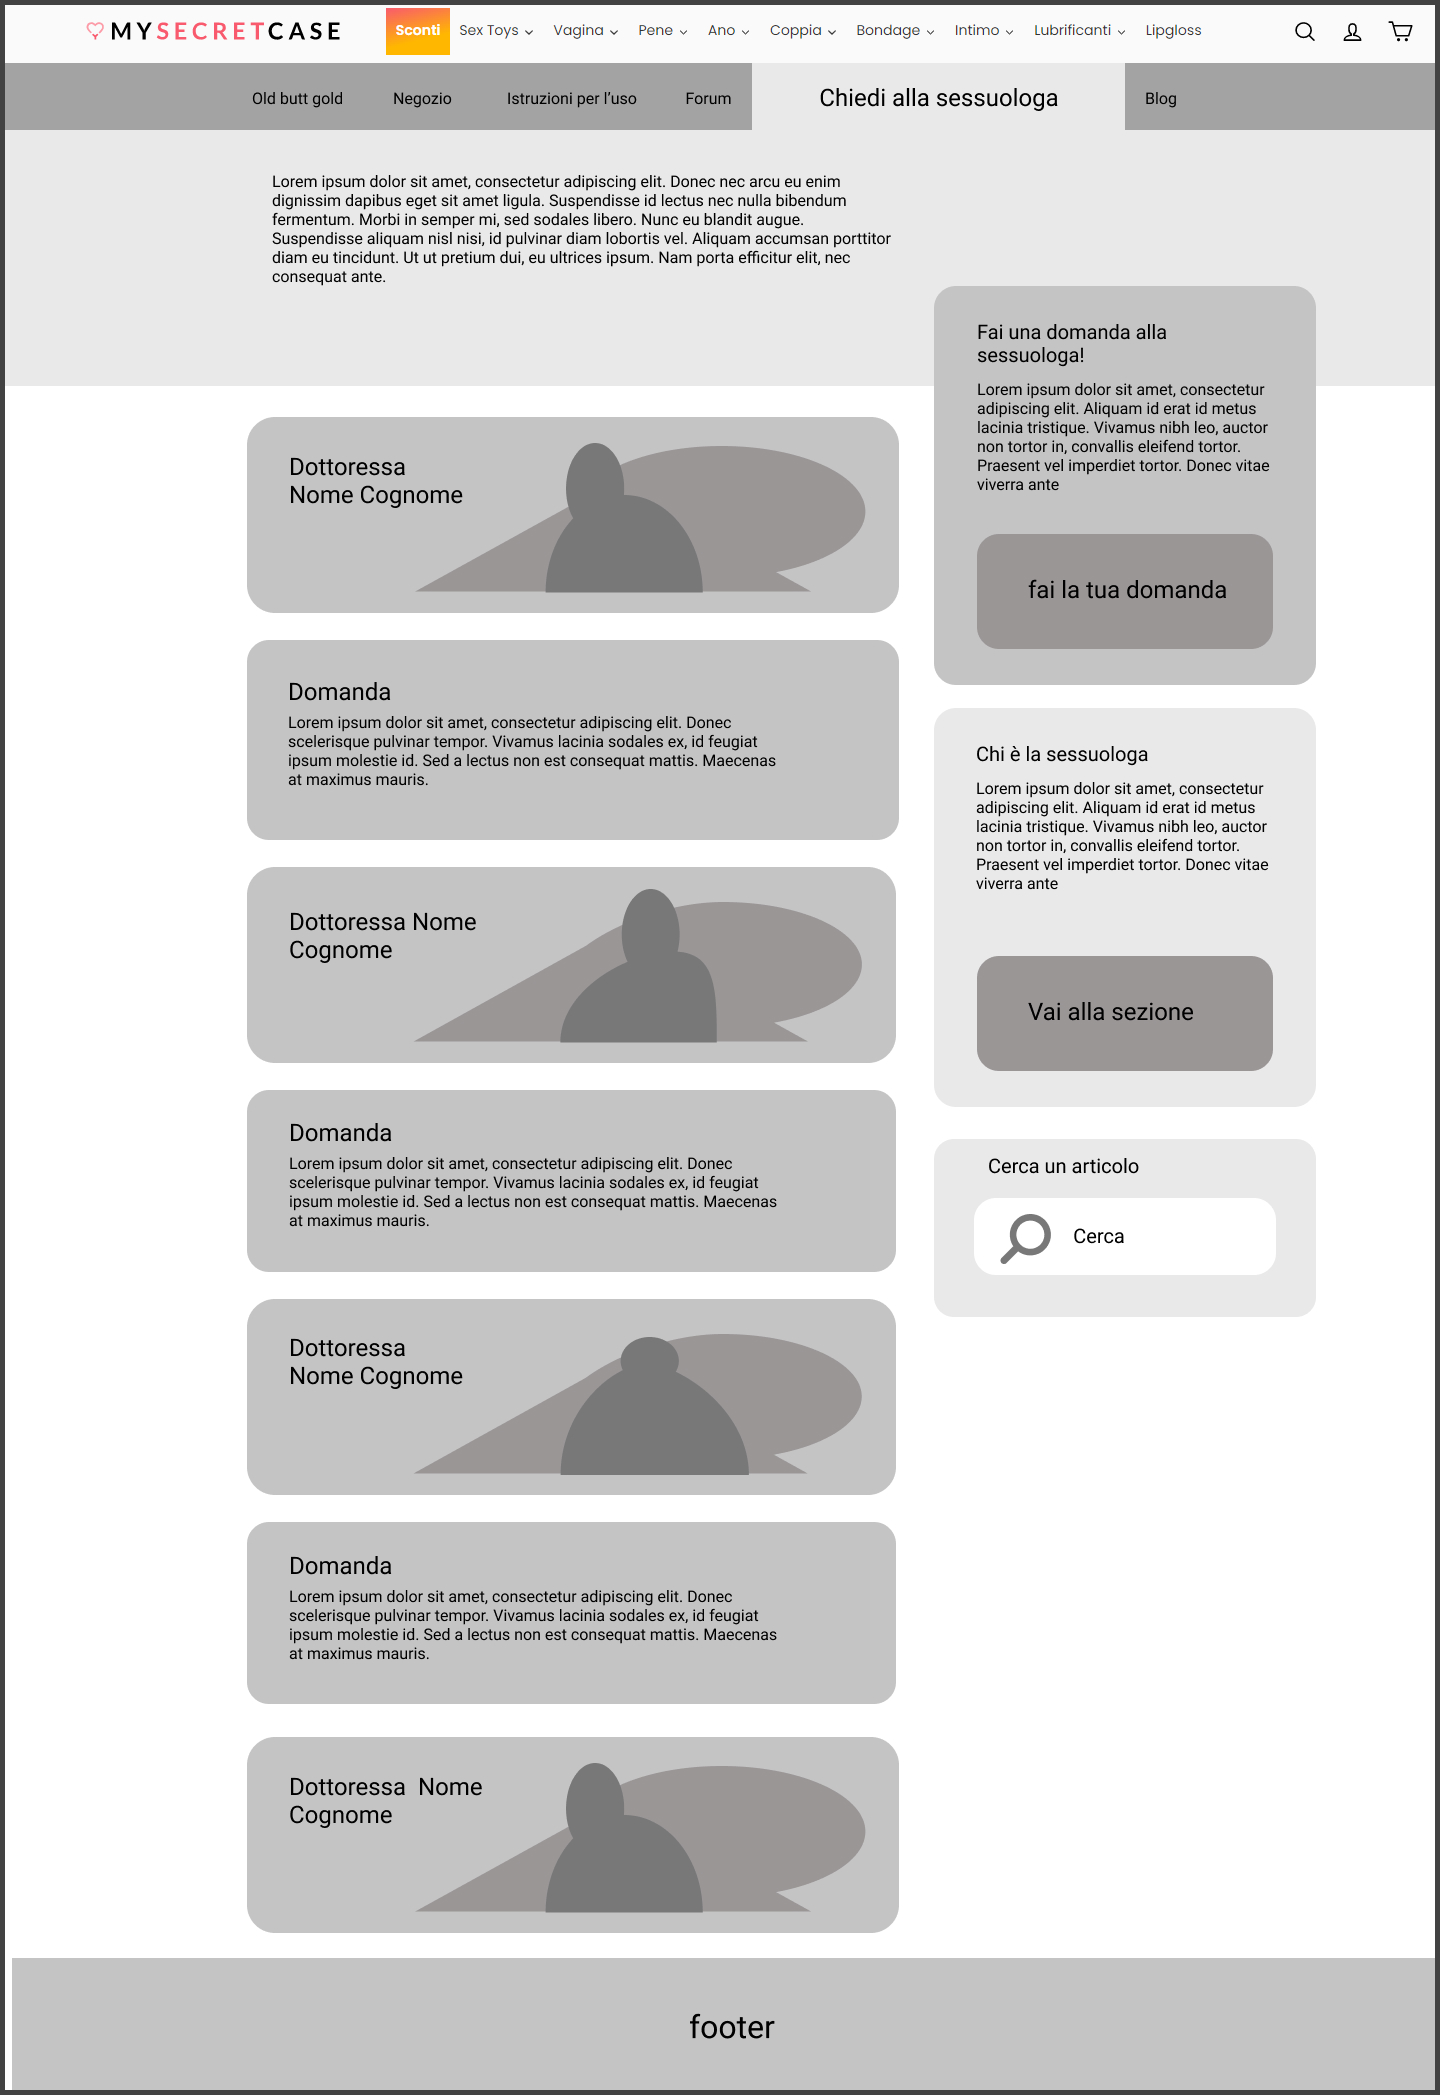 MYSECRETCASE Sconti Sex Toys Vagina Pene Ano Coppia Bondage Intimo Lubrificanti Lipgloss
Old butt gold Negozio Istruzioni per l'uso Forum Chiedi alla sessuologa Blog
Lorem ipsum dolor sit amet, consectetur adipiscing elit. Donec nec arcu eu enim
dignissim dapibus eget sit amet ligula. Suspendisse id lectus nec nulla bibendum
fermentum. Morbi in semper mi, sed sodales libero. Nunc eu blandit augue.
Suspendisse aliquam nisl nisi, id pulvinar diam lobortis vel. Aliquam accumsan porttitor
diam eu tincidunt. Ut ut pretium dui, eu ultrices ipsum. Nam porta efficitur elit, nec
consequat ante.
Dottoressa
Nome Cognome
Domanda
Lorem ipsum dolor sit amet, consectetur adipiscing elit. Donec
scelerisque pulvinar tempor. Vivamus lacinia sodales ex, id feugiat
ipsum molestie id. Sed a lectus non est consequat mattis. Maecenas
at maximus mauris.
Dottoressa Nome
Cognome
Domanda
Lorem ipsum dolor sit amet, consectetur adipiscing elit. Donec
scelerisque pulvinar tempor. Vivamus lacinia sodales ex, id feugiat
ipsum molestie id. Sed a lectus non est consequat mattis. Maecenas
at maximus mauris.
Dottoressa
Nome Cognome
Domanda
Lorem ipsum dolor sit amet, consectetur adipiscing elit. Donec
scelerisque pulvinar tempor. Vivamus lacinia sodales ex, id feugiat
ipsum molestie id. Sed a lectus non est consequat mattis. Maecenas
at maximus mauris.
Dottoressa Nome
Cognome
Fai una domanda alla
sessuologa!
Lorem ipsum dolor sit amet, consectetur
adipiscing elit. Aliquam id erat id metus
lacinia tristique. Vivamus nibh leo, auctor
non tortor in, convallis eleifend tortor.
Praesent vel imperdiet tortor. Donec vitae
viverra ante
fai la tua domanda
Chi è la sessuologa
Lorem ipsum dolor sit amet, consectetur
adipiscing elit. Aliquam id erat id metus
lacinia tristique. Vivamus nibh leo, auctor
non tortor in, convallis eleifend tortor.
Praesent vel imperdiet tortor. Donec vitae
viverra ante
Vai alla sezione
Cerca un articolo
Cerca
footer